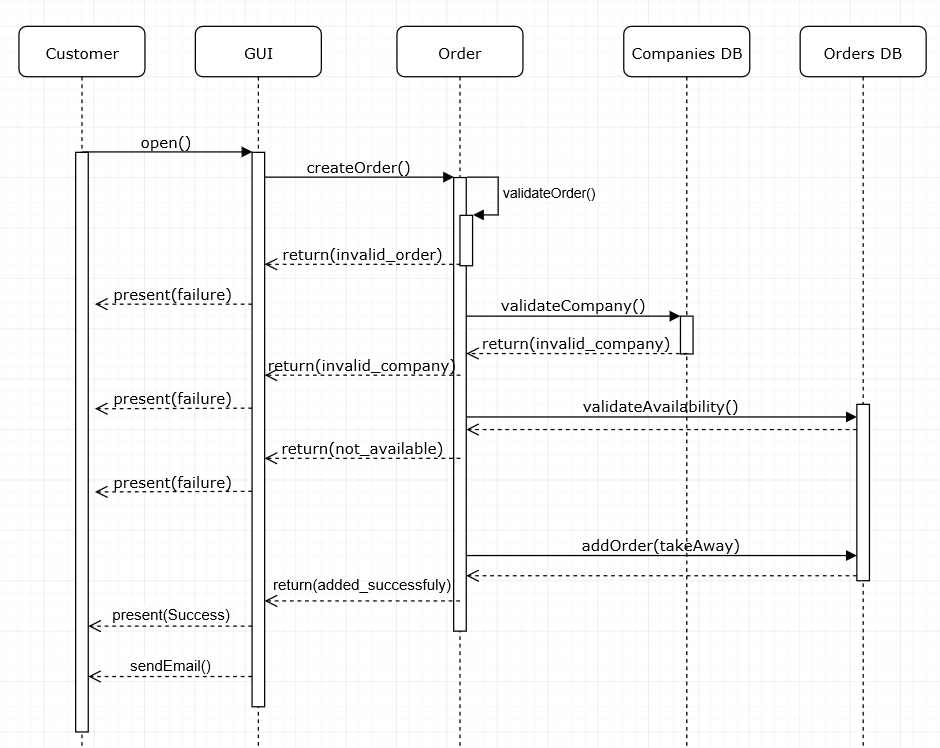 Customer
GUI
Order
Companies DB
Orders DB
open()
createOrder()
validateOrder()
return(invalid_order)
present(failure)
validateCompany()
return(invalid_company)
return(invalid_company)
present(failure)
validateAvailability()
return(not_available)
present(failure)
addOrder(takeAway)
return(added_successfuly)
present(Success)
sendEmail()